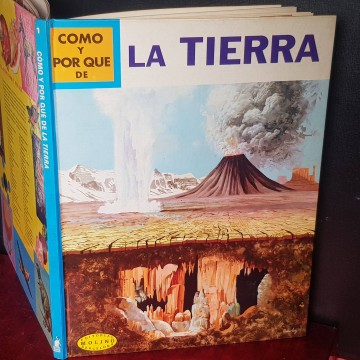 COMO
Y
POR QUE
DE
LA TIERRA
COMO Y POR QUE DE LA TIERRA
MOLINO